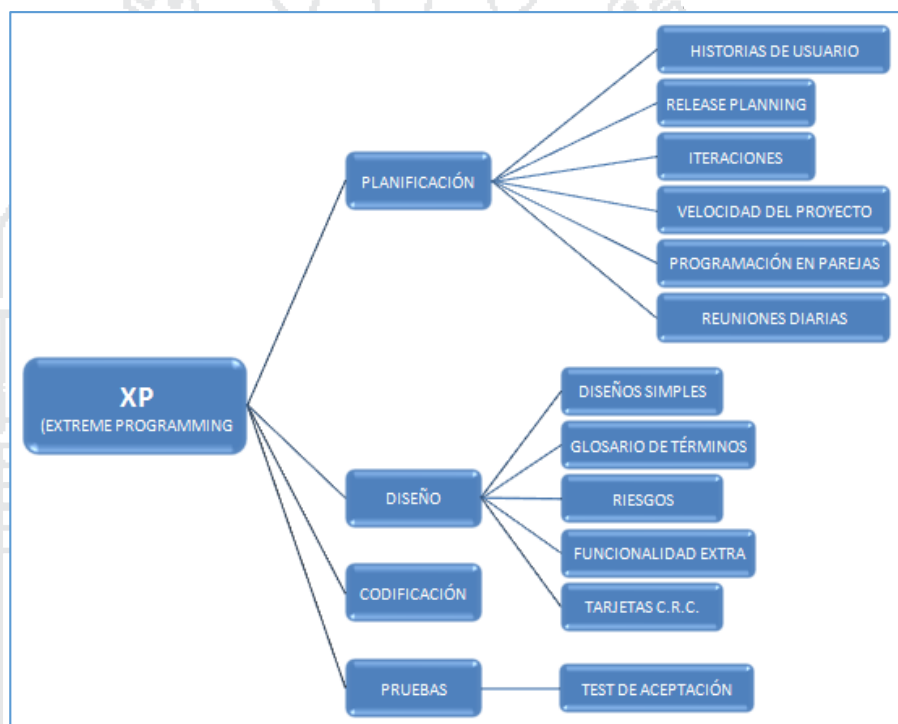 HISTORIAS DE USUARIO
RELEASE PLANNING
ITERACIONES
PLANIFICACIÓN
VELOCIDAD DEL PROYECTO
PROGRAMACIÓN EN PAREJAS
REUNIONES DIARIAS
XP
(EXTREME PROGRAMMING
DISEÑOS SIMPLES
GLOSARIO DE TÉRMINOS
DISEÑO
RIESGOS
FUNCIONALIDAD EXTRA
CODIFICACIÓN
TARJETAS C.R.C.
PRUEBAS
TEST DE ACEPTACIÓN